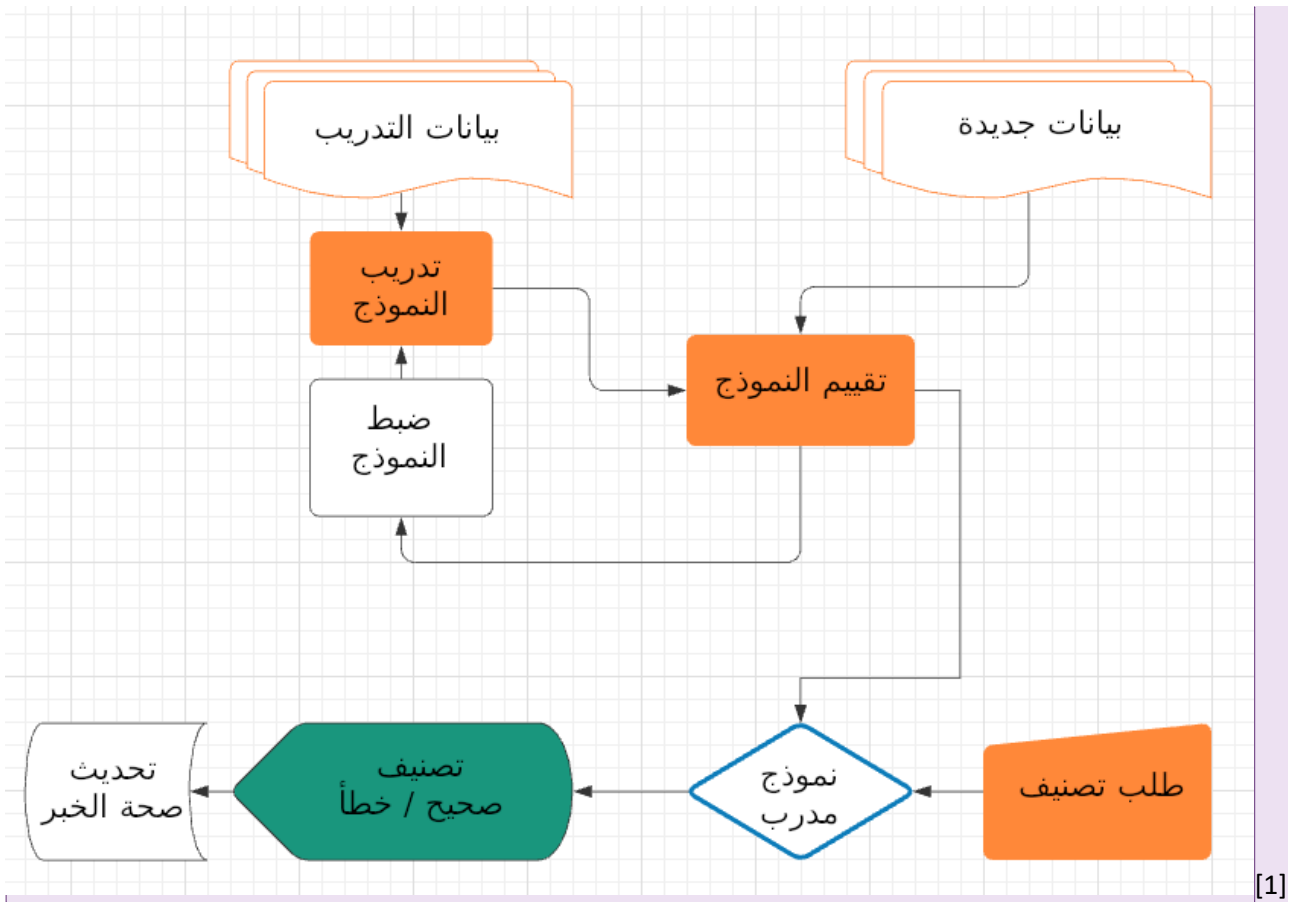 بيانات التدريب
بيانات جديدة
تدريب
النموذج
تقييم النموذج
ضبط
النموذج
طلب تصنيف
نموذج
مدرب
تصنيف
صحيح / خطأ
تحديث
صحة الخبر
[1]